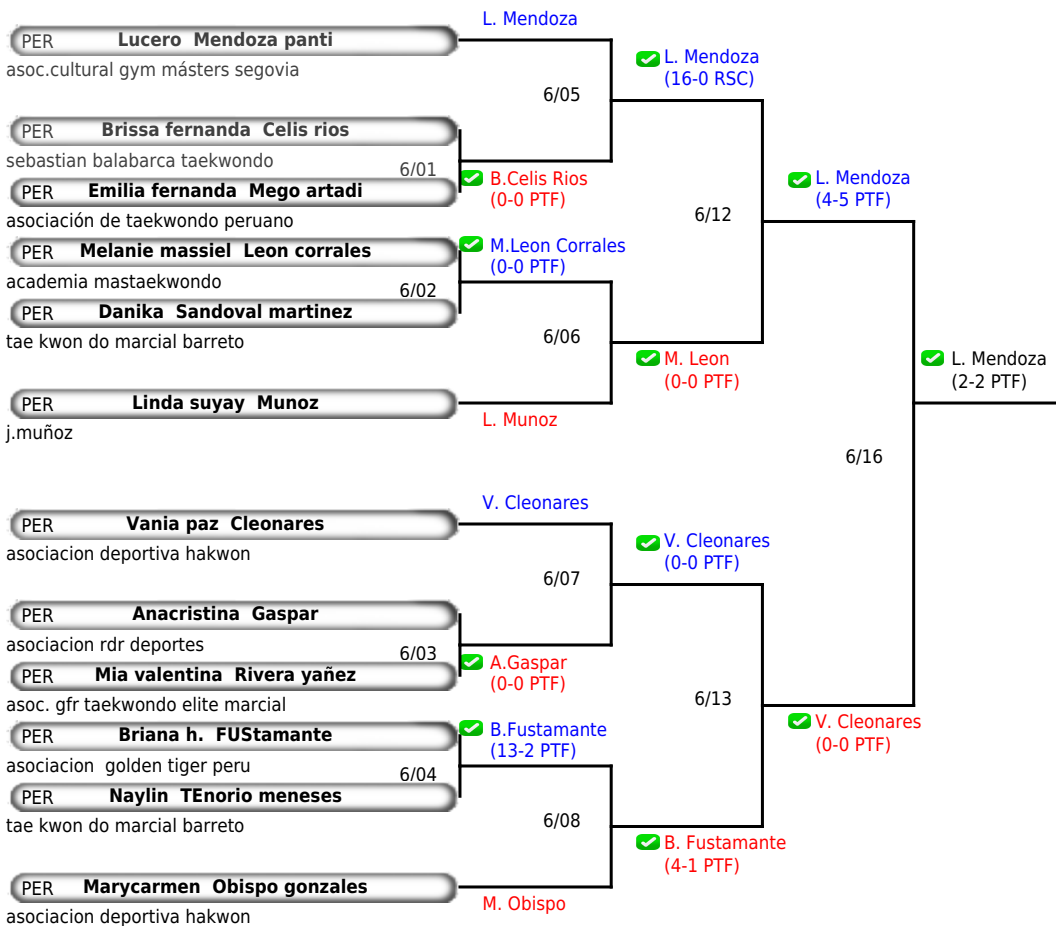 L. Mendoza
PER Lucero Mendoza panti
asoc.cultural gym másters segovia
L. Mendoza
(16-0 RSC)
6/05
PER Brissa fernanda Celis rios
sebastian balabarca taekwondo
6/01
PER Emilia fernanda Mego artadi
asociación de taekwondo peruano
B.Celis Rios
(0-0 PTF)
L. Mendoza
(4-5 PTF)
6/12
PER Melanie massiel Leon corrales
academia mastaekwondo
M.Leon Corrales
(0-0 PTF)
6/02
PER Danika Sandoval martinez
tae kwon do marcial barreto
6/06
M. Leon
(0-0 PTF)
L. Mendoza
(2-2 PTF)
PER Linda suyay Munoz
j.muñoz
L. Munoz
6/16
V. Cleonares
PER Vania paz Cleonares
asociacion deportiva hakwon
V. Cleonares
(0-0 PTF)
6/07
PER Anacristina Gaspar
asociacion rdr deportes
6/03
PER Mia valentina Rivera yañez
asoc. gfr taekwondo elite marcial
A.Gaspar
(0-0 PTF)
6/13
V. Cleonares
(0-0 PTF)
PER Briana h. FUStamante
asociacion golden tiger peru
B.Fustamante
(13-2 PTF)
6/04
PER Naylin TEnorio meneses
tae kwon do marcial barreto
6/08
B. Fustamante
(4-1 PTF)
PER Marycarmen Obispo gonzales
asociacion deportiva hakwon
M. Obispo